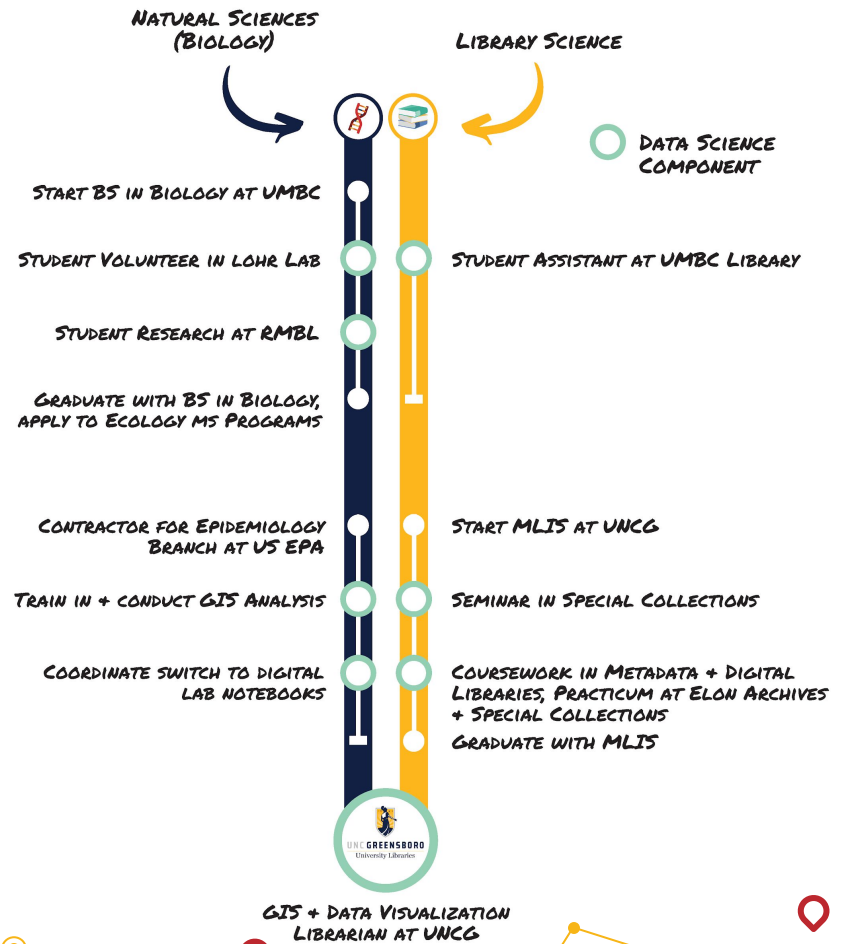 Natural Sciences
(Biology)
Library Science
Data Science
Component
Start BS in Biology at UMBC
Student Volunteer in lohr Lab
Student Assistant at UMBC Library
Student Research at RMBL
Graduate with BS in Biology,
apply to Ecology ms Programs
Contractor for Epidemiology
Branch at US EPA
Start MLIS at UNCG
Train in + conduct GIS Analysis
Seminar in Special Collections
Coordinate switch to digital
lab notebooks
Coursework in Metadata + Digital
Libraries, Practicum at Elon Archives
+ Special Collections
Graduate with MLIS
UNC GREENSBORO
University Libraries
GIS + Data Visualization
Librarian at UNCG